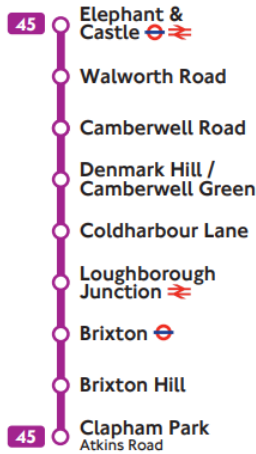 45
Elephant &
Castle
Walworth Road
Camberwell Road
Denmark Hill /
Camberwell Green
Coldharbour Lane
Loughborough
Junction
Brixton
Brixton Hill
45
Clapham Park
Atkins Road